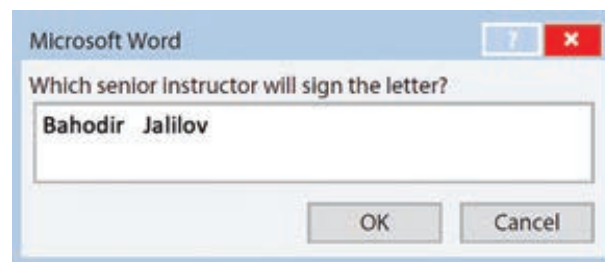 Microsoft Word
?
Which senior instructor will sign the letter?
Bahodir Jalilov
OK Cancel